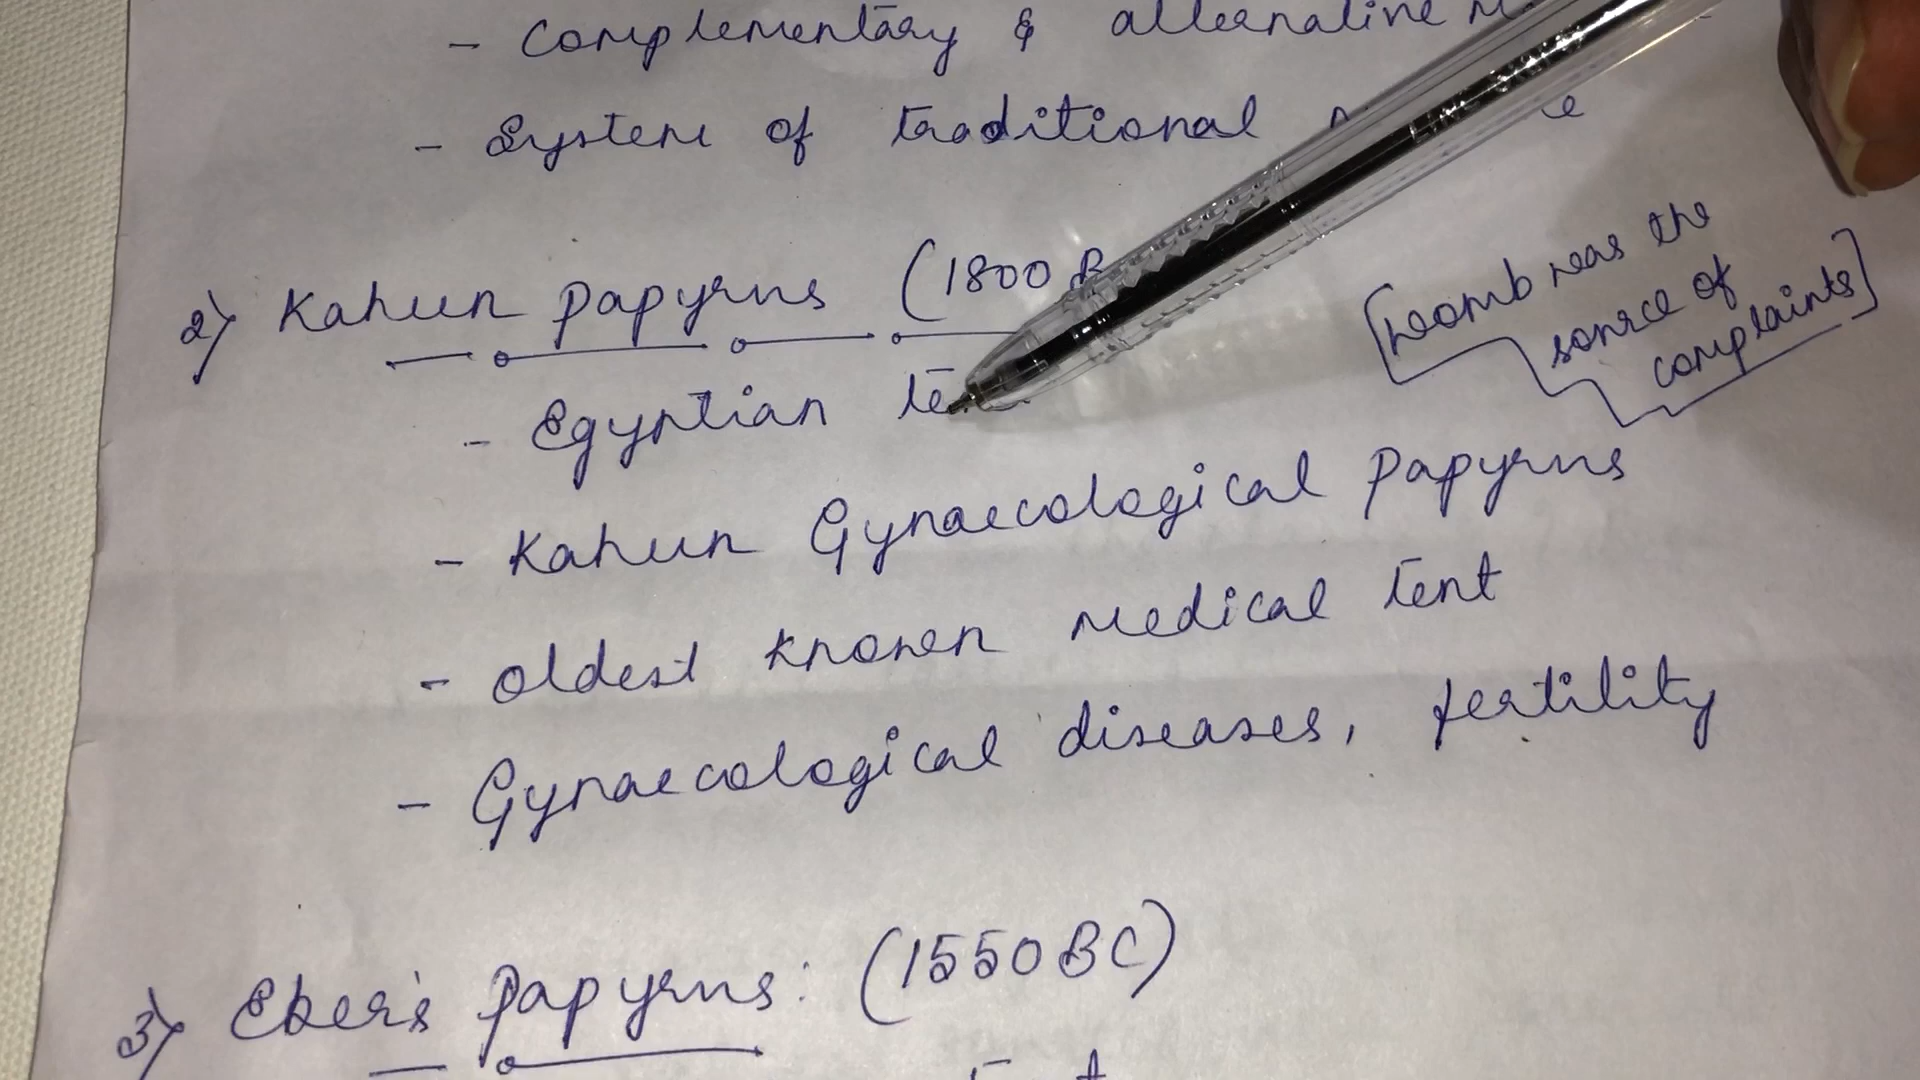 - Complementary & alternative
- System of traditional
2) Kahun papyrus (1800 B
[womb was the
source of
complaints]
- Egyptian
- Kahun Gynaecological papyrus
- oldest known medical text
- Gynaecological diseases, fertility
3) Eber's papyrus: (1550 BC)